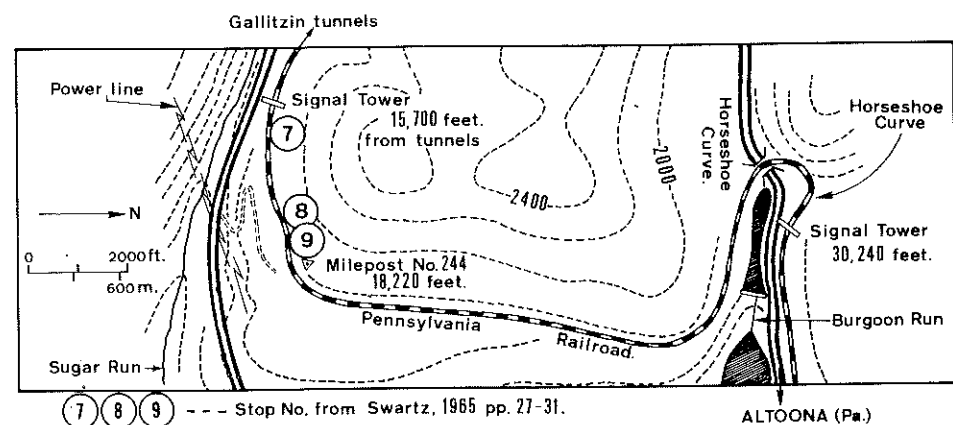 Gallitzin tunnels
Power line
Signal Tower
15,700 feet.
from tunnels
7
Horseshoe
Curve.
Horseshoe
Curve
2000
2400
8
9
N
0
2000 ft.
600 m.
Milepost No. 244
18,220 feet.
Signal Tower
30,240 feet.
Pennsylvania
Railroad.
Burgoon Run
Sugar Run
7 8 9 --- Stop No. from Swartz, 1965 pp. 27-31.
ALTOONA (Pa.)